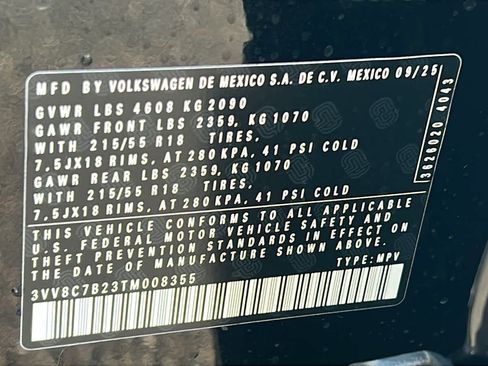 MFD BY VOLKSWAGEN DE MEXICO S.A. DE C.V. MEXICO 09/25
GVWR LBS 4608 KG 2090
GAWR FRONT LBS 2359, KG 1070
WITH 215/55 R18 TIRES,
7,5JX18 RIMS, AT 280 KPA, 41 PSI COLD
GAWR REAR LBS 2359, KG 1070
WITH 215/55 R18 TIRES,
7,5JX18 RIMS, AT 280 KPA, 41 PSI COLD
THIS VEHICLE CONFORMS TO ALL APPLICABLE
U.S. FEDERAL MOTOR VEHICLE SAFETY AND
THEFT PREVENTION STANDARDS IN EFFECT ON
THE DATE OF MANUFACTURE SHOWN ABOVE.
3VV8C7B23TM008355 TYPE: MPV
3626020 4043